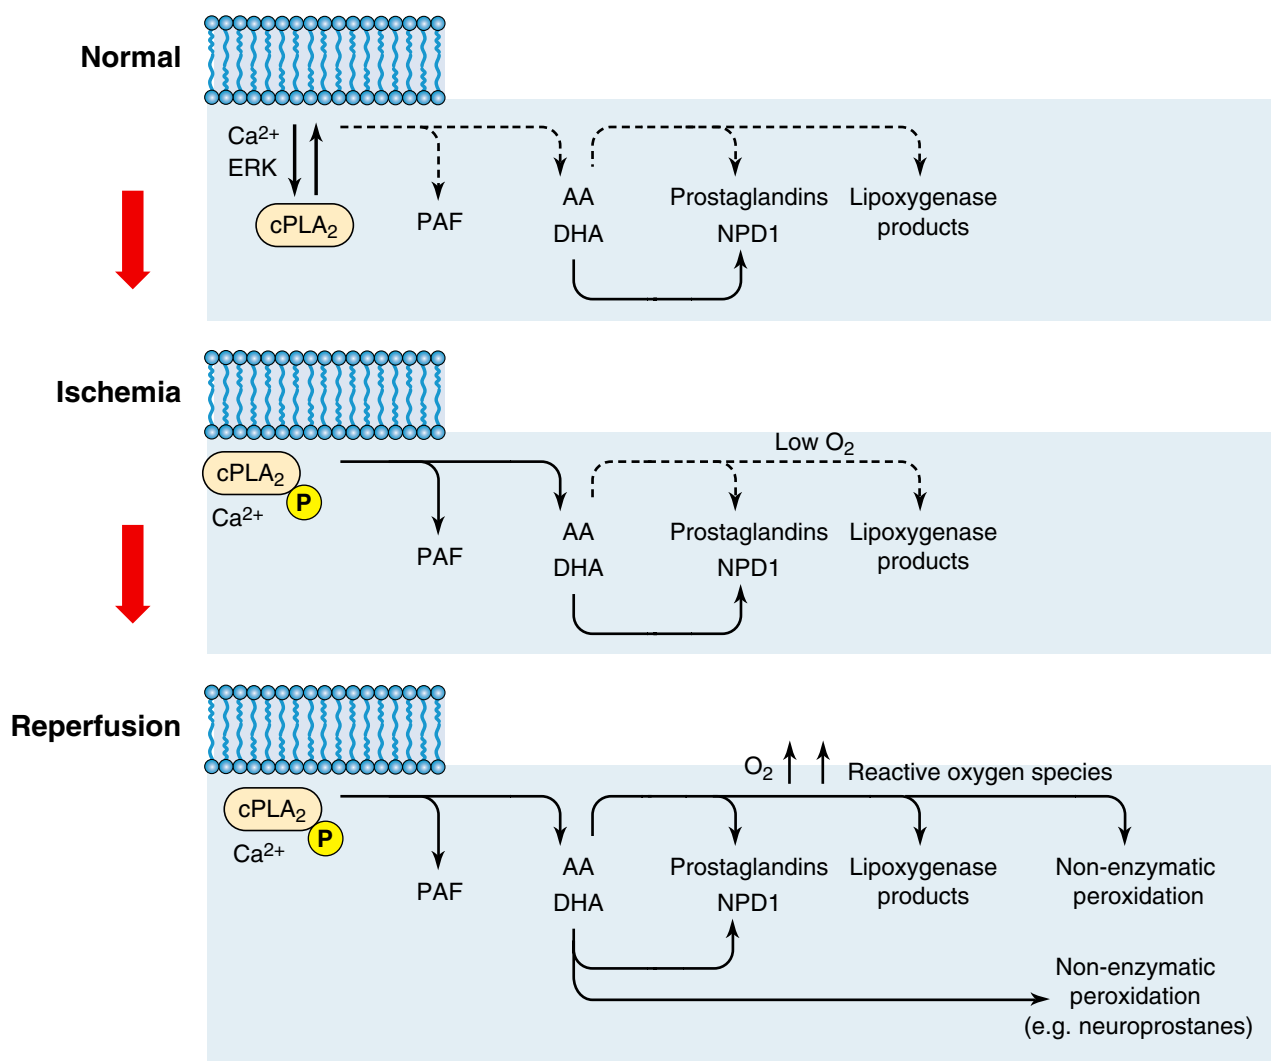 Normal
Ca2+
ERK
cPLA2
PAF
AA
DHA
Prostaglandins
NPD1
Lipoxygenase
products
Ischemia
Low O2
cPLA2
P
Ca2+
PAF
AA
DHA
Prostaglandins
NPD1
Lipoxygenase
products
Reperfusion
O2
Reactive oxygen species
cPLA2
P
Ca2+
PAF
AA
DHA
Prostaglandins
NPD1
Lipoxygenase
products
Non-enzymatic
peroxidation
Non-enzymatic
peroxidation
(e.g. neuroprostanes)